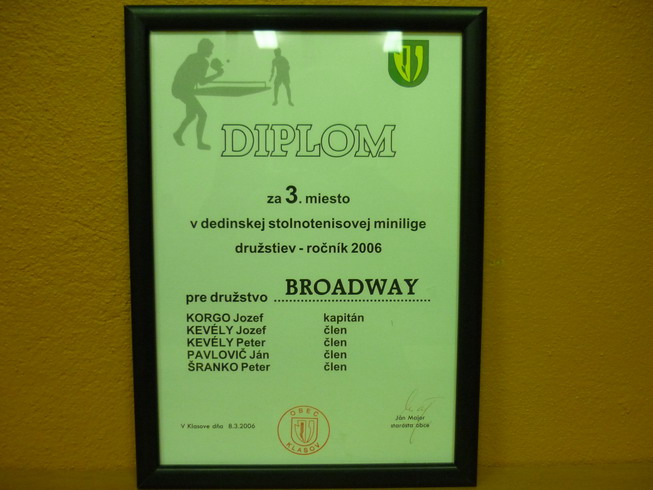 DIPLOM
za 3. miesto
v dedinskej stolnotenisovej minilige
družstiev - ročník 2006
pre družstvo BROADWAY
KORGO Jozef kapitán
KEVÉLY Jozef člen
KEVÉLY Peter člen
PAVLOVIČ Ján člen
ŠRANKO Peter člen
V Klasove dňa 8.3.2006
OBEC
KLASOV
Ján Majer
starosta obce